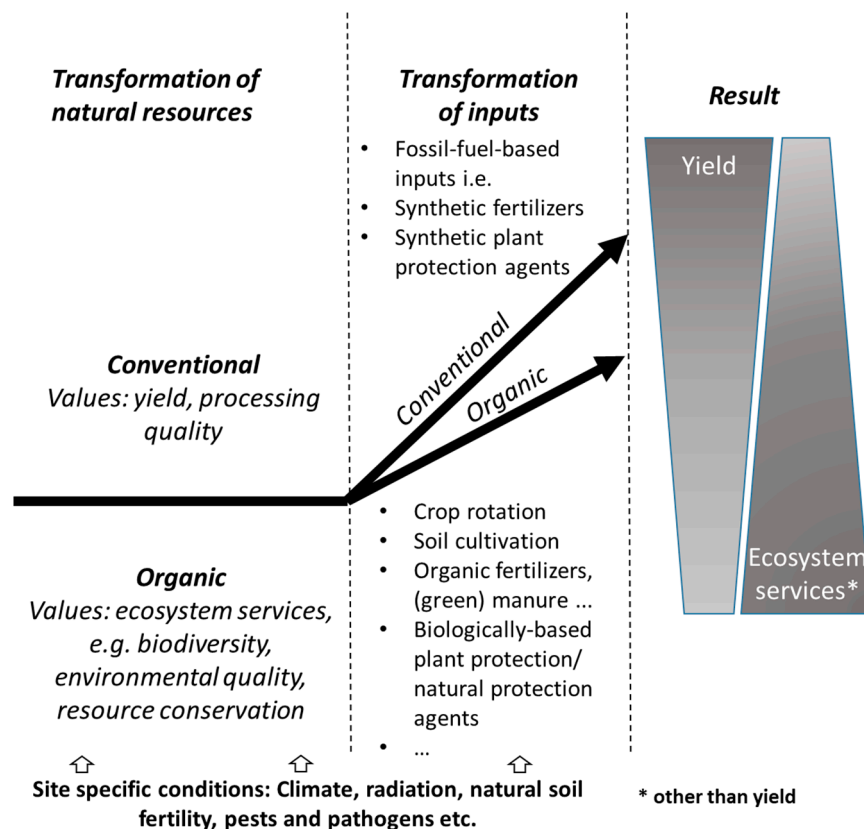 Transformation of
natural resources
Transformation
of inputs
Result
• Fossil-fuel-based
inputs i.e.
• Synthetic fertilizers
• Synthetic plant
protection agents
Yield
Conventional
Values: yield, processing
quality
Conventional
Organic
Organic
Values: ecosystem services,
e.g. biodiversity,
environmental quality,
resource conservation
• Crop rotation
• Soil cultivation
• Organic fertilizers,
(green) manure ...
• Biologically-based
plant protection/
natural protection
agents
• ...
Ecosystem
services*
Site specific conditions: Climate, radiation, natural soil
fertility, pests and pathogens etc.
* other than yield